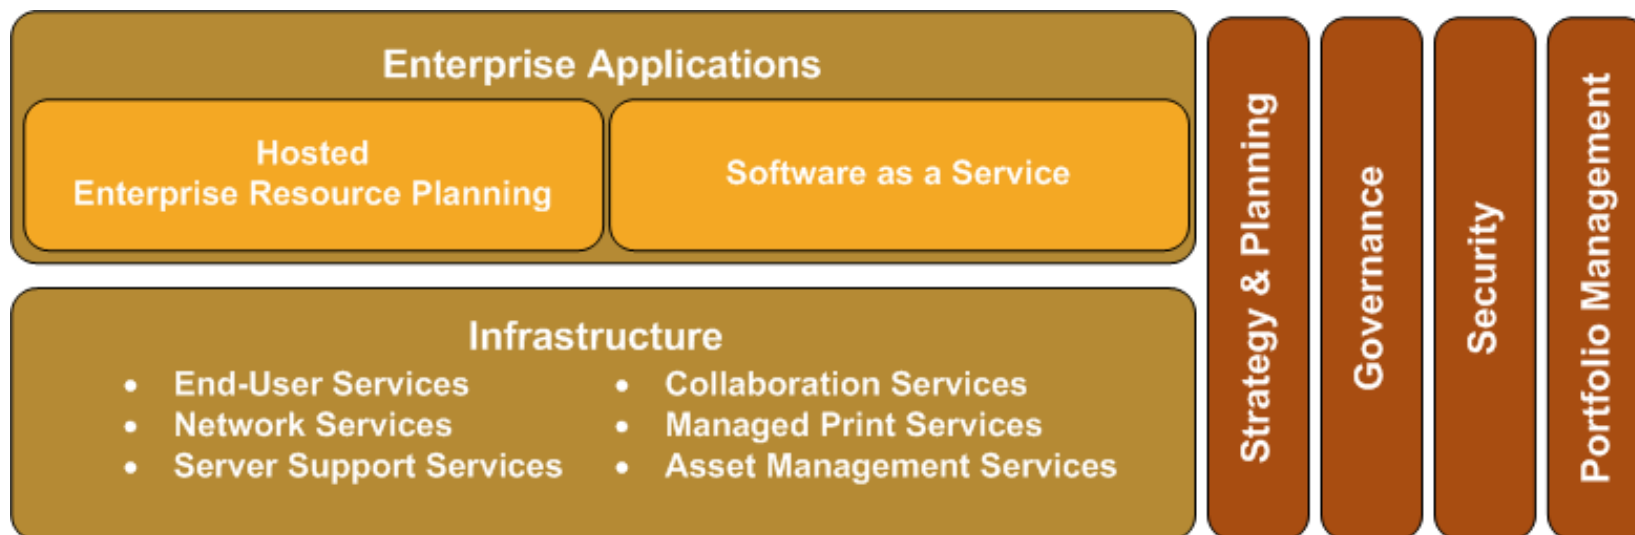 Enterprise Applications
Hosted
Enterprise Resource Planning
Software as a Service
Infrastructure
• End-User Services
• Network Services
• Server Support Services
• Collaboration Services
• Managed Print Services
• Asset Management Services
Strategy & Planning
Governance
Security
Portfolio Management